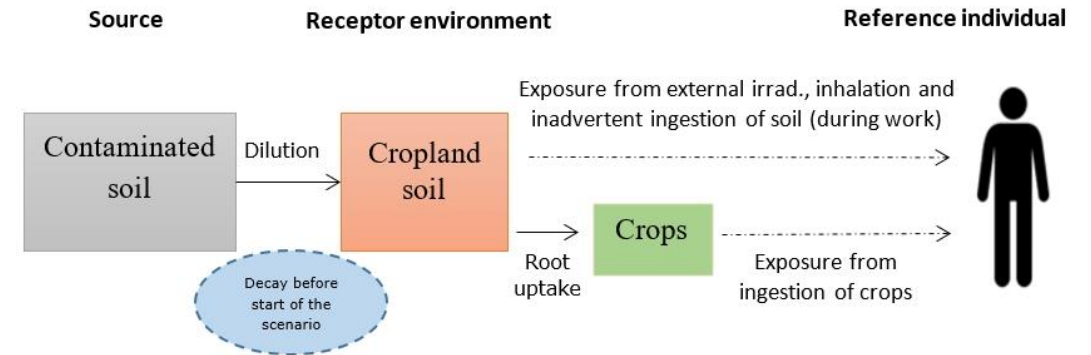 Source
Receptor environment
Reference individual
Contaminated
soil
Dilution
Cropland
soil
Exposure from external irrad., inhalation and
inadvertent ingestion of soil (during work)
Decay before
start of the
scenario
Root
uptake
Crops
Exposure from
ingestion of crops